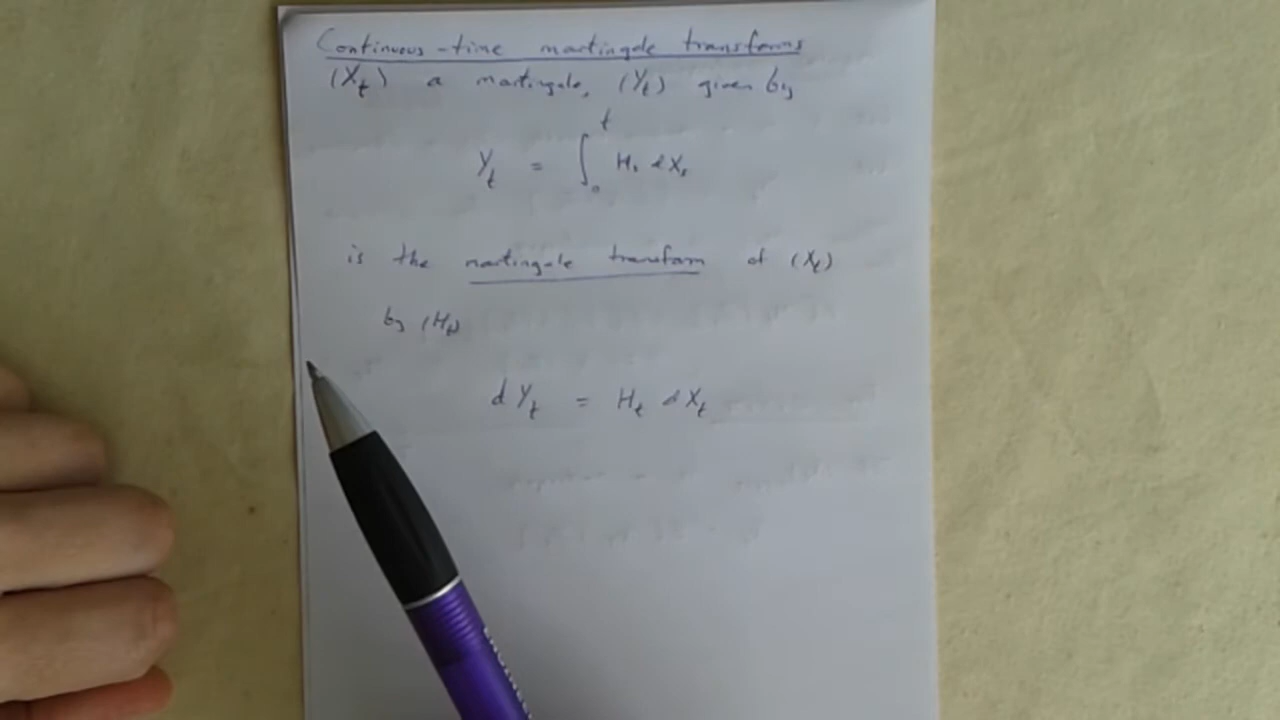 Continuous-time martingale transforms
(X_t) a martingale, (Y_t) given by
Y_t = ∫_0^t H_s dX_s
is the martingale transform of (X_t)
by (H_t)
dY_t = H_t dX_t